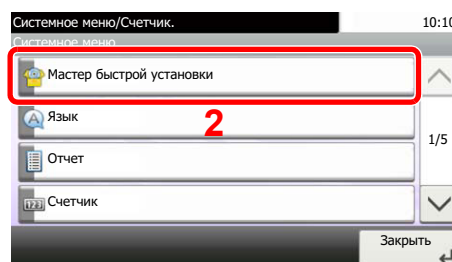 Системное меню/Счетчик.
10:10
Системное меню
Мастер быстрой установки
Язык
2
1/5
Отчет
Счетчик
Закрыть